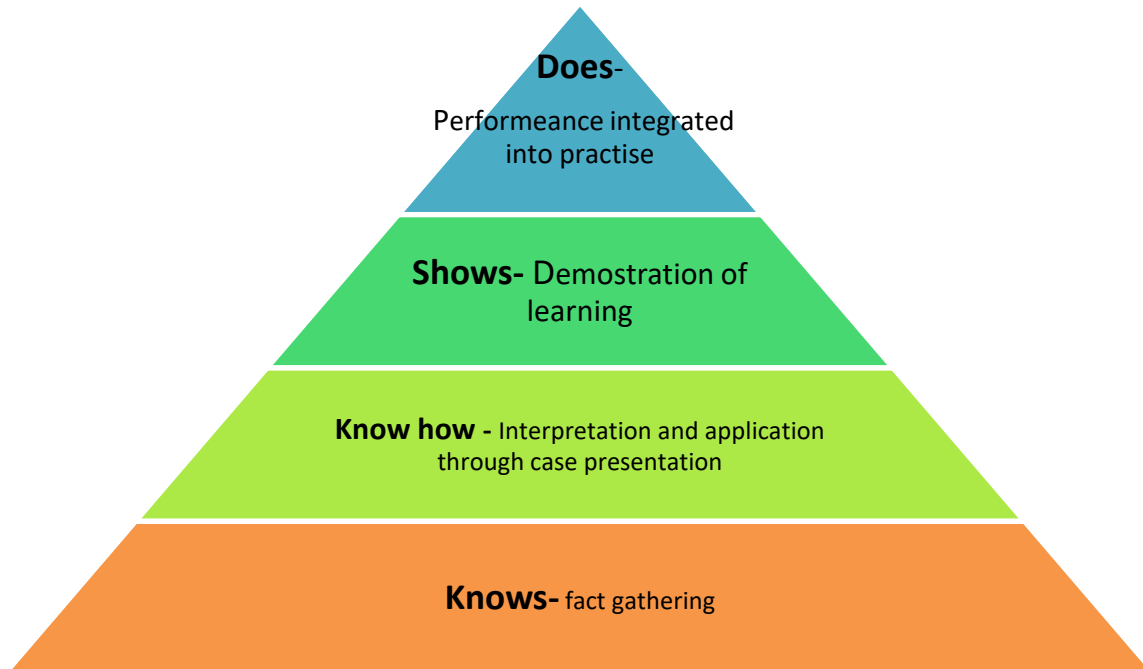 Does-
Performeance integrated
into practise
Shows- Demostration of
learning
Know how - Interpretation and application
through case presentation
Knows- fact gathering